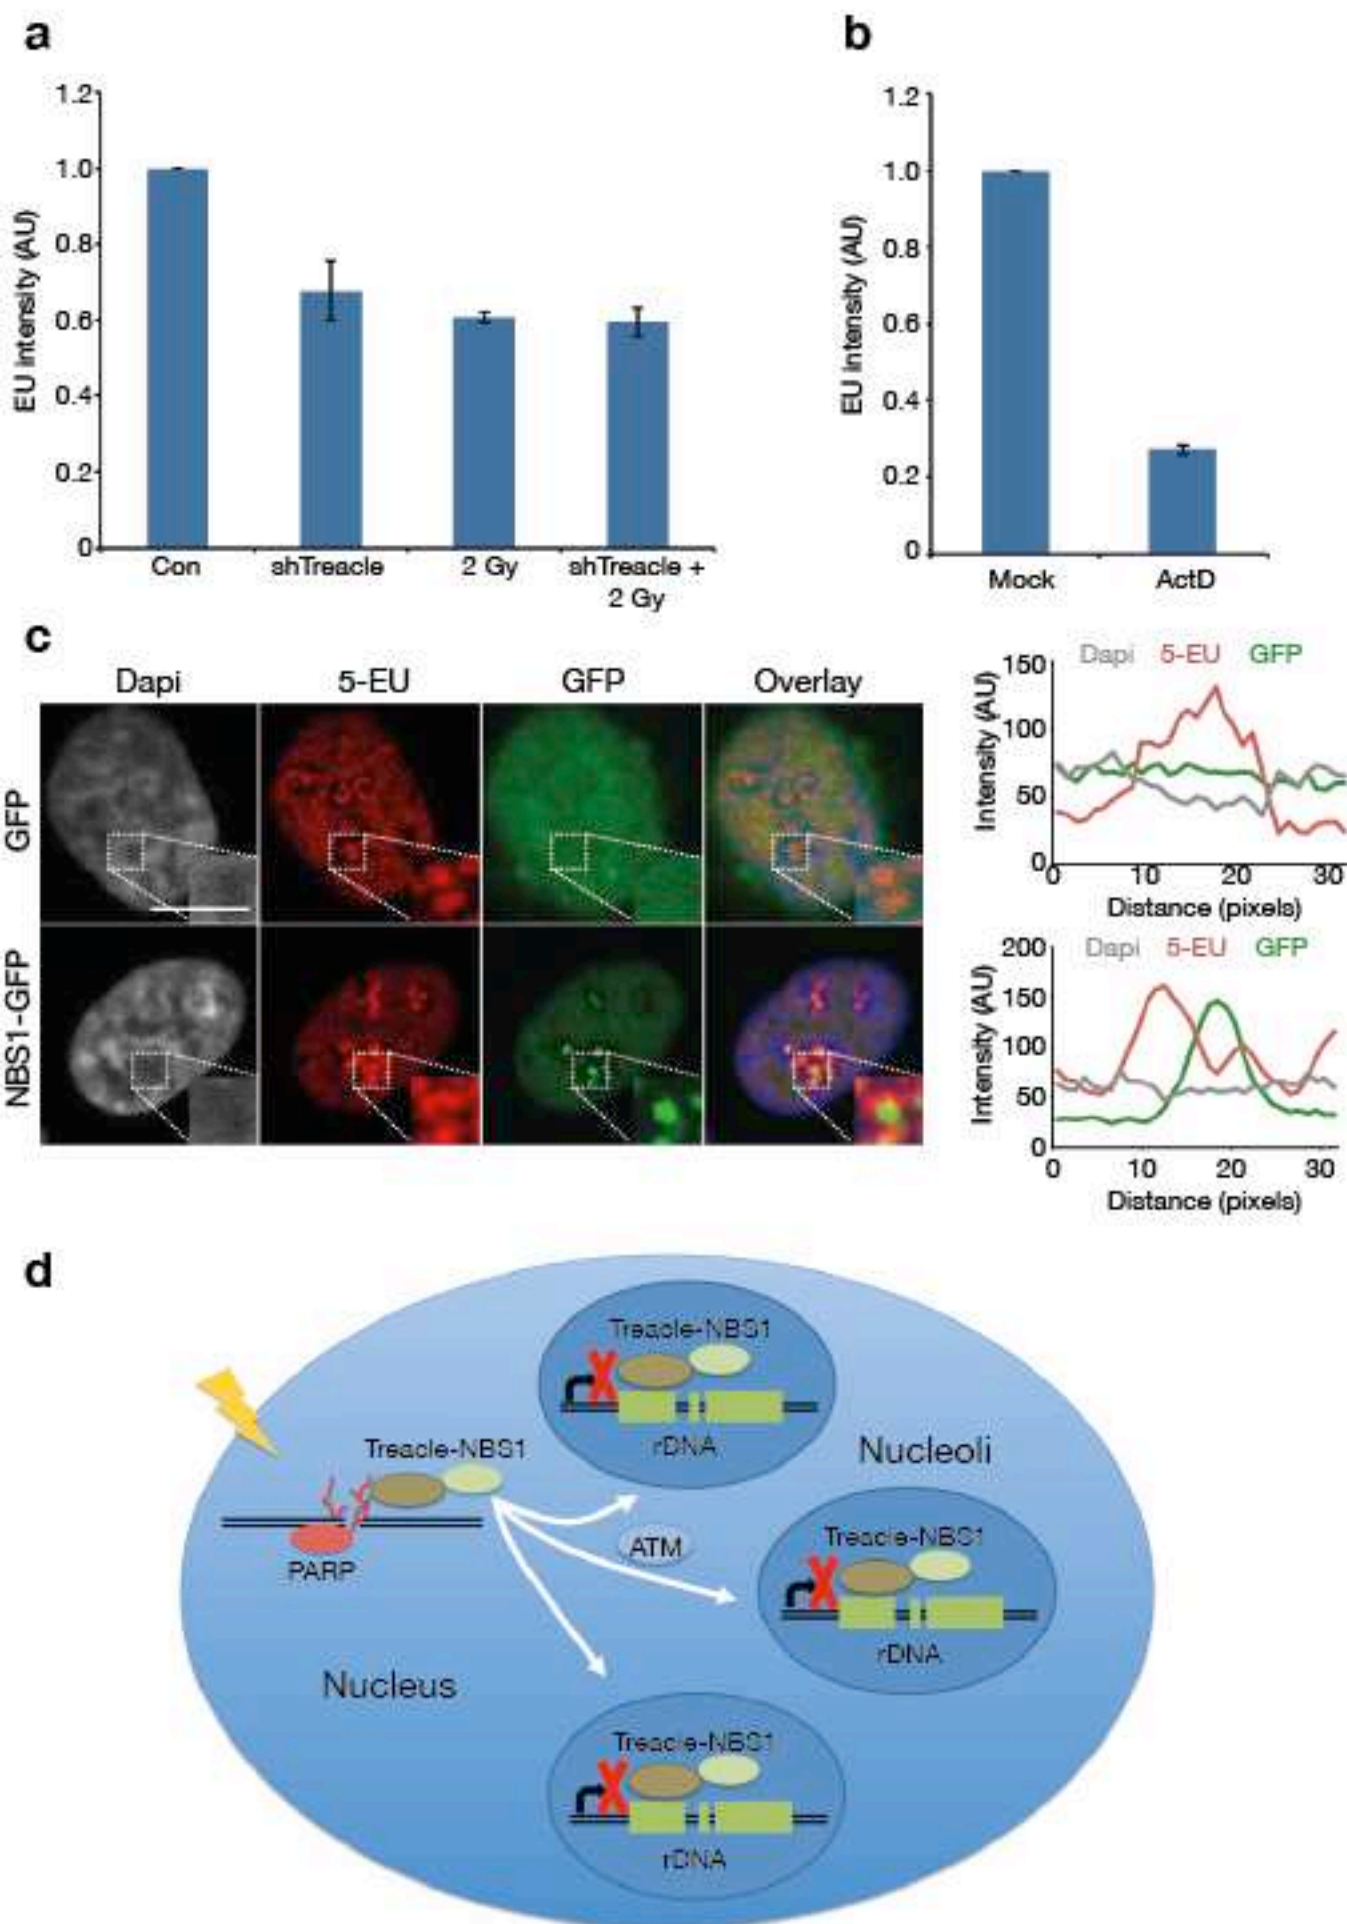 a
b
1.2
1.0
0.8
0.6
0.4
0.2
0
EU intensity (AU)
Con
shTreacle
2 Gy
shTreacle +
2 Gy
1.2
1.0
0.8
0.6
0.4
0.2
0
EU intensity (AU)
Mock
ActD
c
Dapi
5-EU
GFP
Overlay
GFP
NBS1-GFP
Dapi 5-EU GFP
150
100
50
0
Intensity (AU)
0 10 20 30
Distance (pixels)
Dapi 5-EU GFP
200
150
100
50
0
Intensity (AU)
0 10 20 30
Distance (pixels)
d
Treacle-NBS1
rDNA
Nucleoli
Treacle-NBS1
PARP
ATM
Treacle-NBS1
rDNA
Nucleus
Treacle-NBS1
rDNA